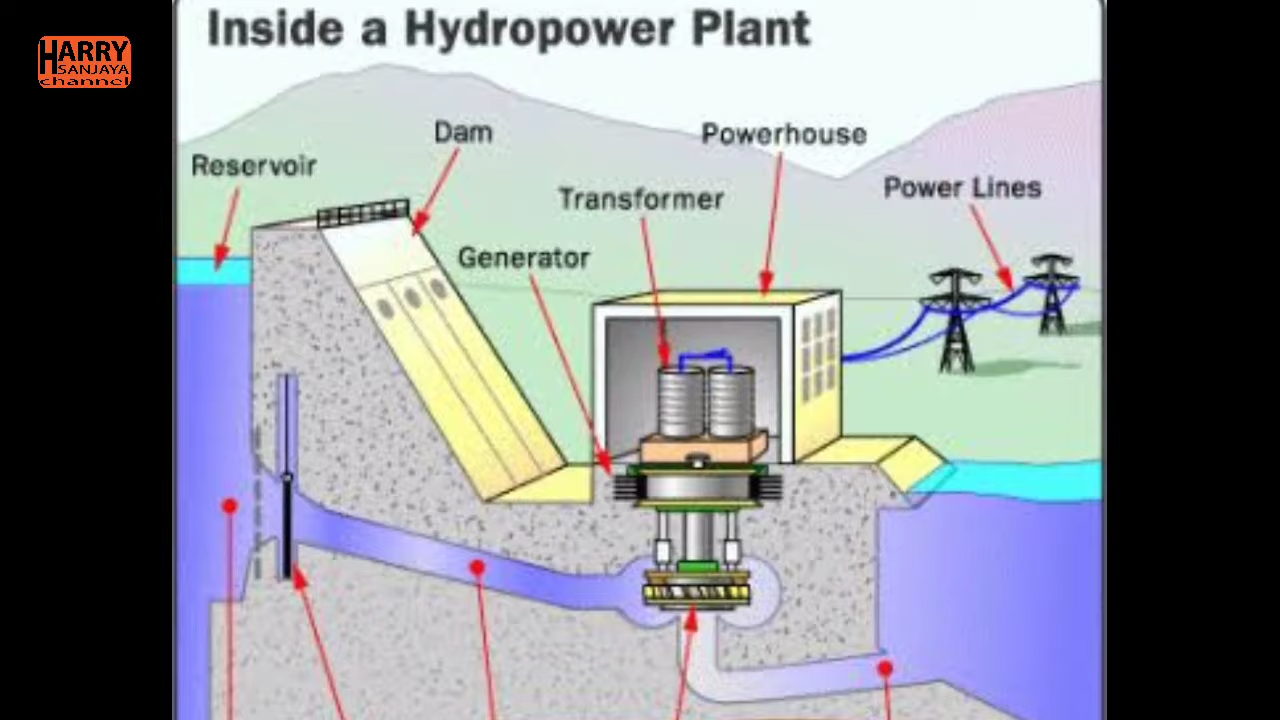 Inside a Hydropower Plant
HARRY
SANJAYA
channel
Dam
Powerhouse
Reservoir
Transformer
Power Lines
Generator